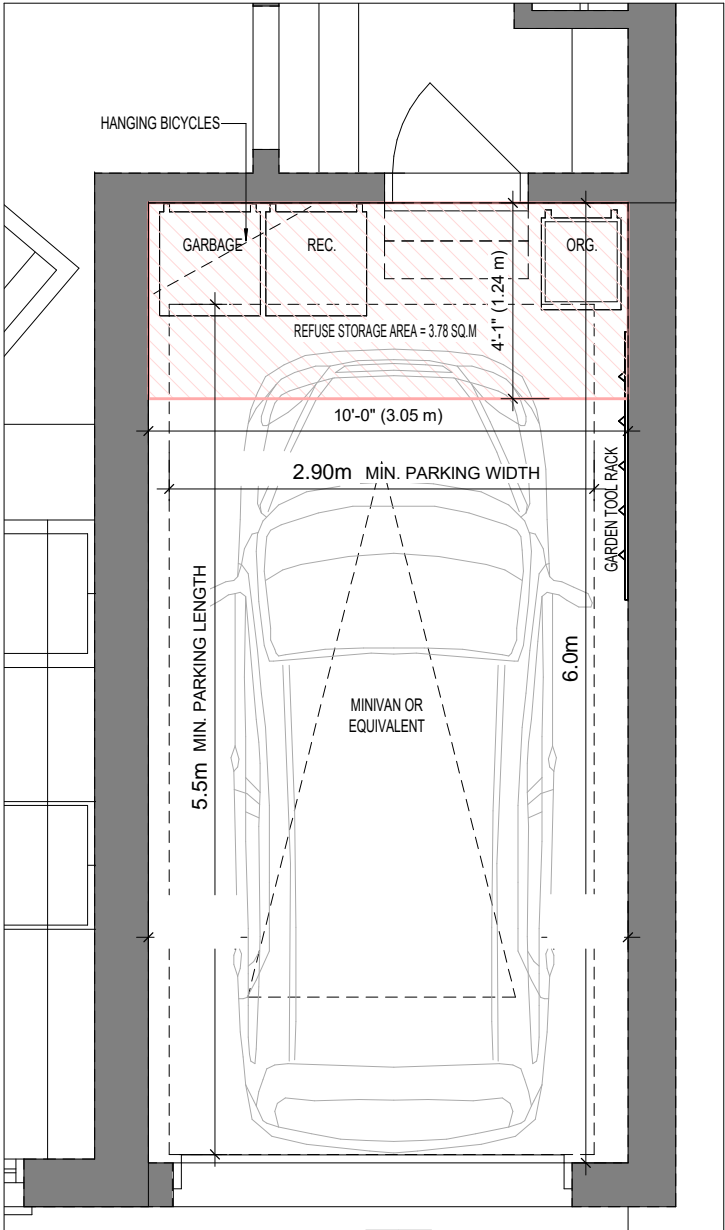 HANGING BICYCLES
GARBAGE
REC.
ORG.
4'-1" (1.24 m)
REFUSE STORAGE AREA = 3.78 SQ.M
10'-0" (3.05 m)
2.90m MIN. PARKING WIDTH
GARDEN TOOL RACK
5.5m MIN. PARKING LENGTH
6.0m
MINIVAN OR
EQUIVALENT